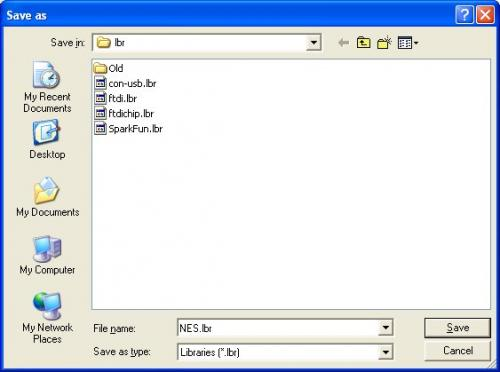 Save as
Save in: lbr
My Recent
Documents
Desktop
My Documents
My Computer
My Network
Places
Old
con-usb.lbr
ftdi.lbr
ftdichip.lbr
SparkFun.lbr
File name: NES.lbr Save
Save as type: Libraries (*.lbr) Cancel